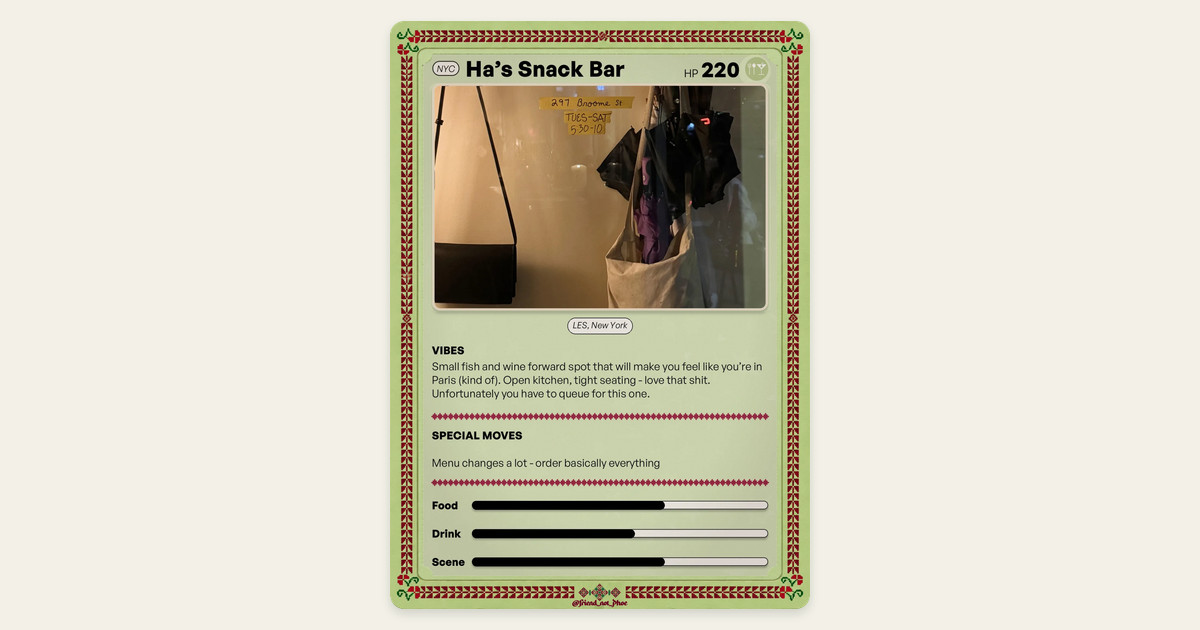 NYC Ha's Snack Bar HP 220
297 Broome St
TUES-SAT
5:30-10
LES, New York
VIBES
Small fish and wine forward spot that will make you feel like you're in
Paris (kind of). Open kitchen, tight seating - love that shit.
Unfortunately you have to queue for this one.
SPECIAL MOVES
Menu changes a lot - order basically everything
Food
Drink
Scene
@friend_not_phoe